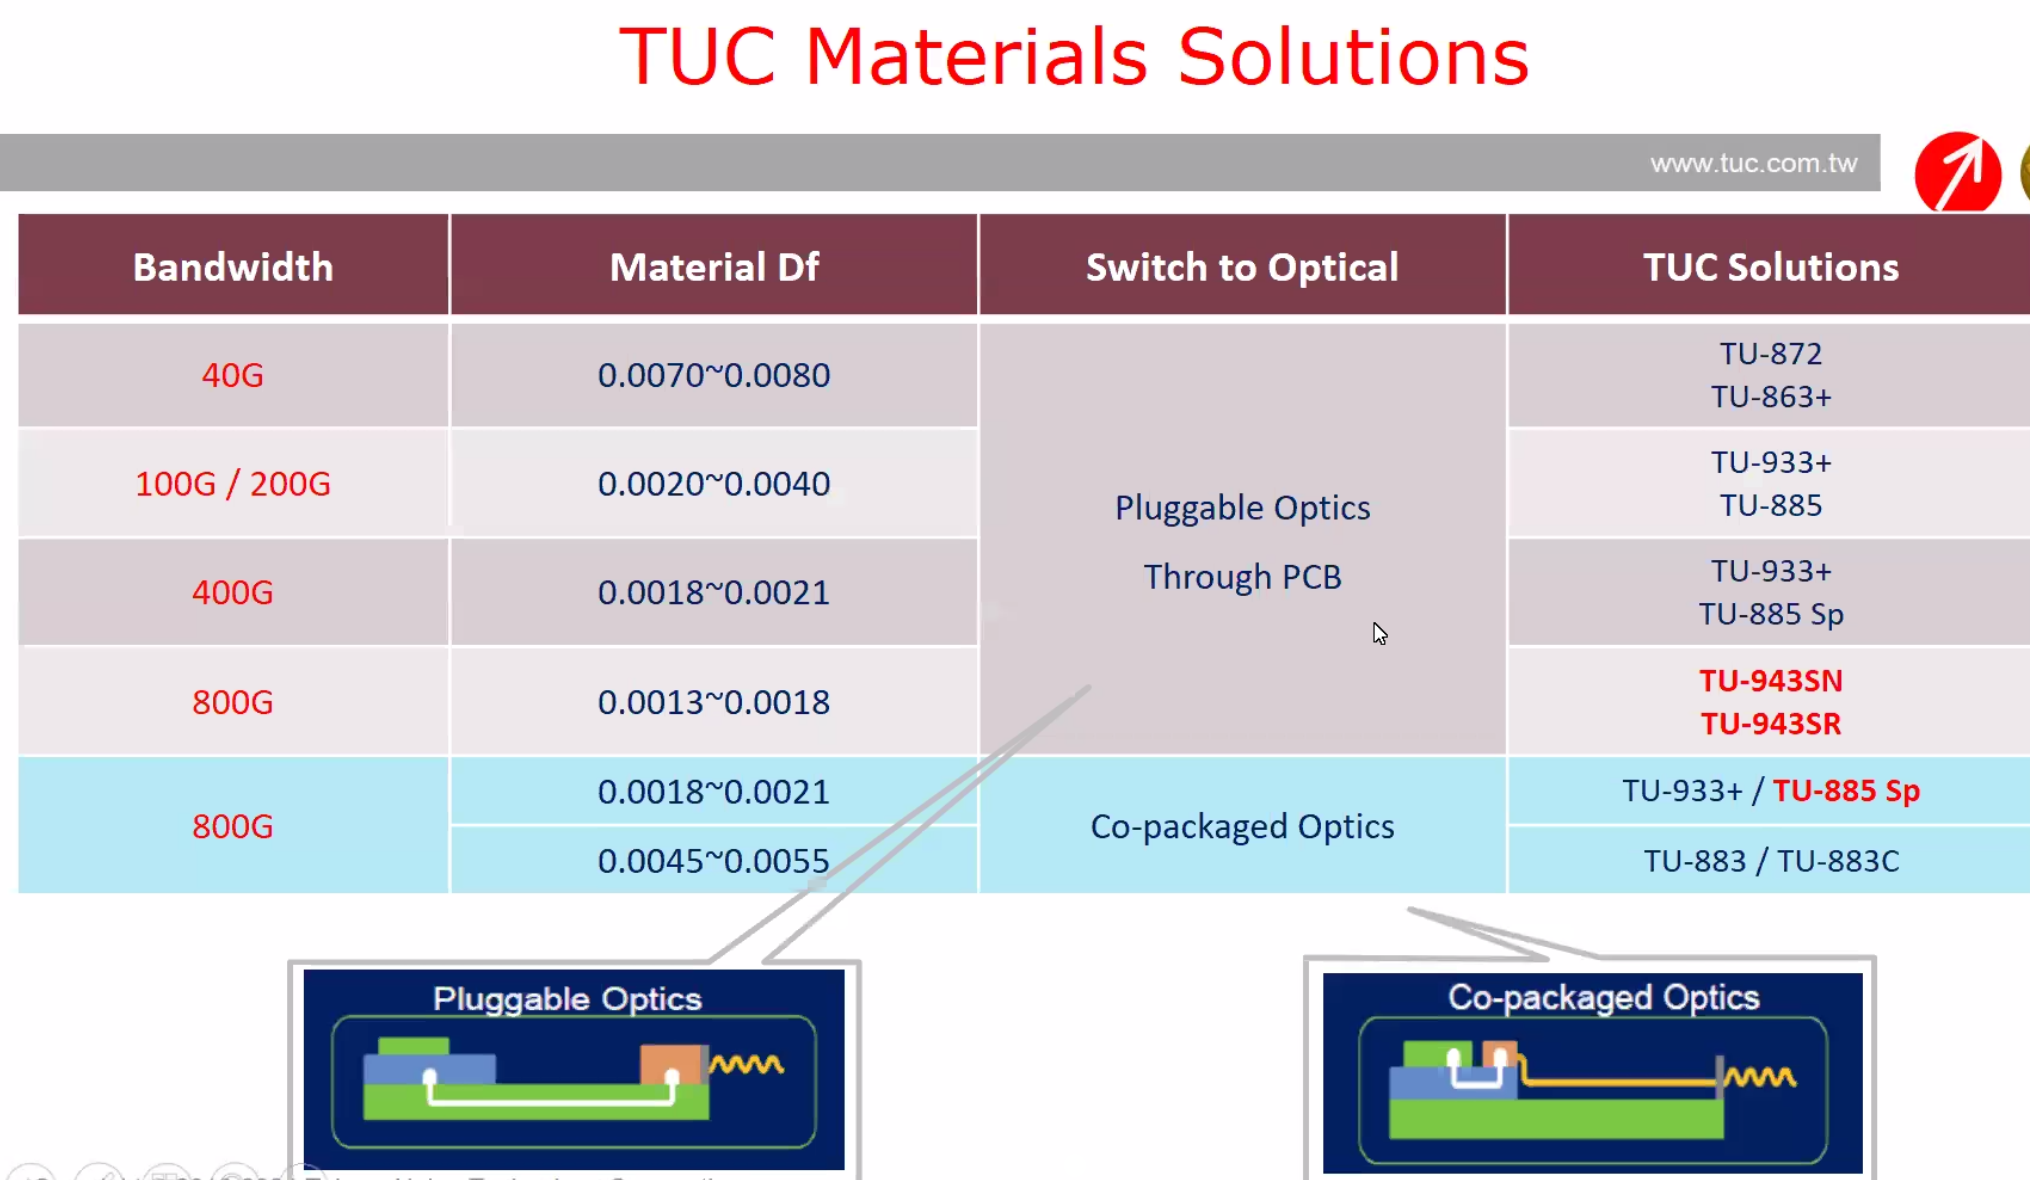 TUC Materials Solutions
www.tuc.com.tw
Bandwidth
Material Df
Switch to Optical
TUC Solutions
40G
0.0070~0.0080
TU-872
TU-863+
100G / 200G
0.0020~0.0040
TU-933+
TU-885
Pluggable Optics
Through PCB
400G
0.0018~0.0021
TU-933+
TU-885 Sp
800G
0.0013~0.0018
TU-943SN
TU-943SR
800G
0.0018~0.0021
TU-933+ / TU-885 Sp
Co-packaged Optics
0.0045~0.0055
TU-883 / TU-883C
Pluggable Optics
Co-packaged Optics